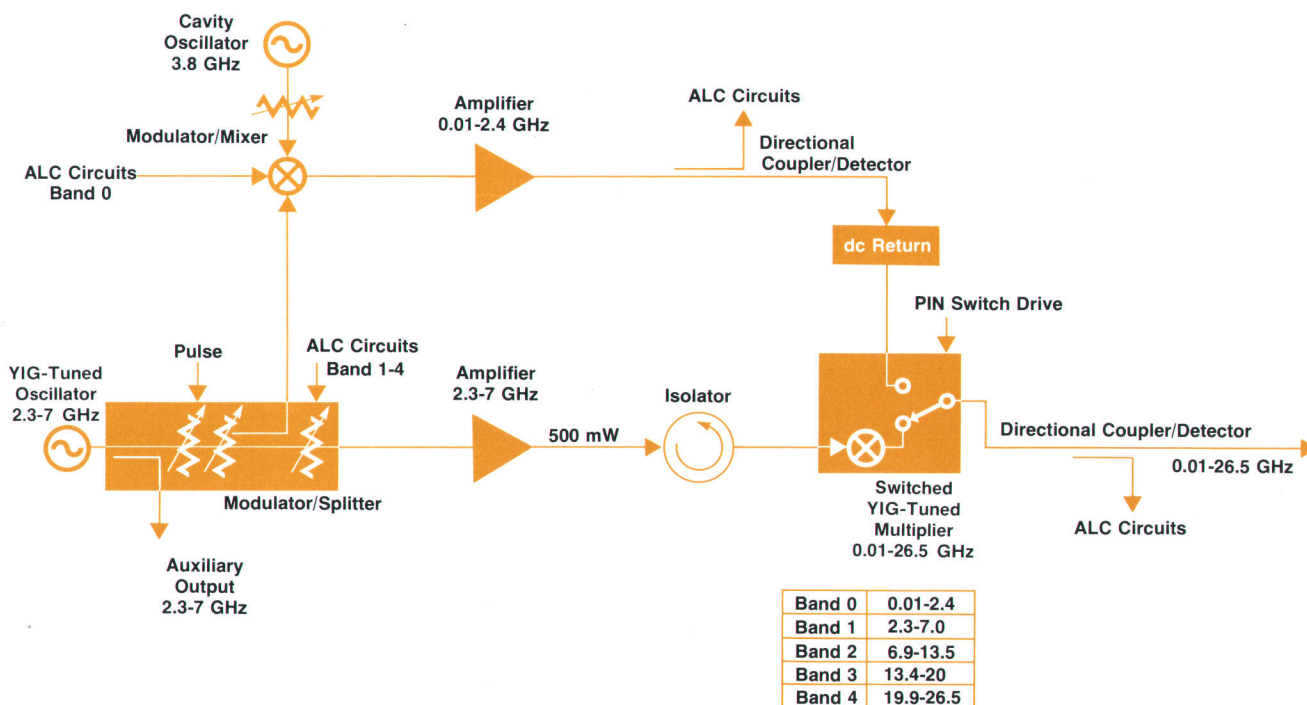 Cavity
Oscillator
3.8 GHz
Modulator/Mixer
ALC Circuits
Band 0
Amplifier
0.01-2.4 GHz
ALC Circuits
Directional
Coupler/Detector
dc Return
PIN Switch Drive
YIG-Tuned
Oscillator
2.3-7 GHz
Pulse
ALC Circuits
Band 1-4
Modulator/Splitter
Auxiliary
Output
2.3-7 GHz
Amplifier
2.3-7 GHz
500 mW
Isolator
Switched
YIG-Tuned
Multiplier
0.01-26.5 GHz
Directional Coupler/Detector
0.01-26.5 GHz
ALC Circuits
Band 0 0.01-2.4
Band 1 2.3-7.0
Band 2 6.9-13.5
Band 3 13.4-20
Band 4 19.9-26.5